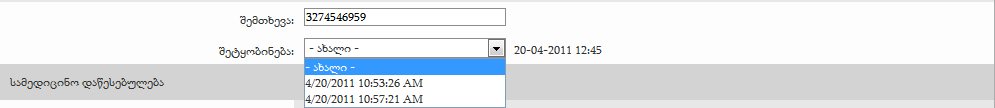 შემთხვევა: 3274546959
შეტყობინება: - ახალი - 20-04-2011 12:45
- ახალი -
სამედიცინო დაწესებულება 4/20/2011 10:53:26 AM
4/20/2011 10:57:21 AM